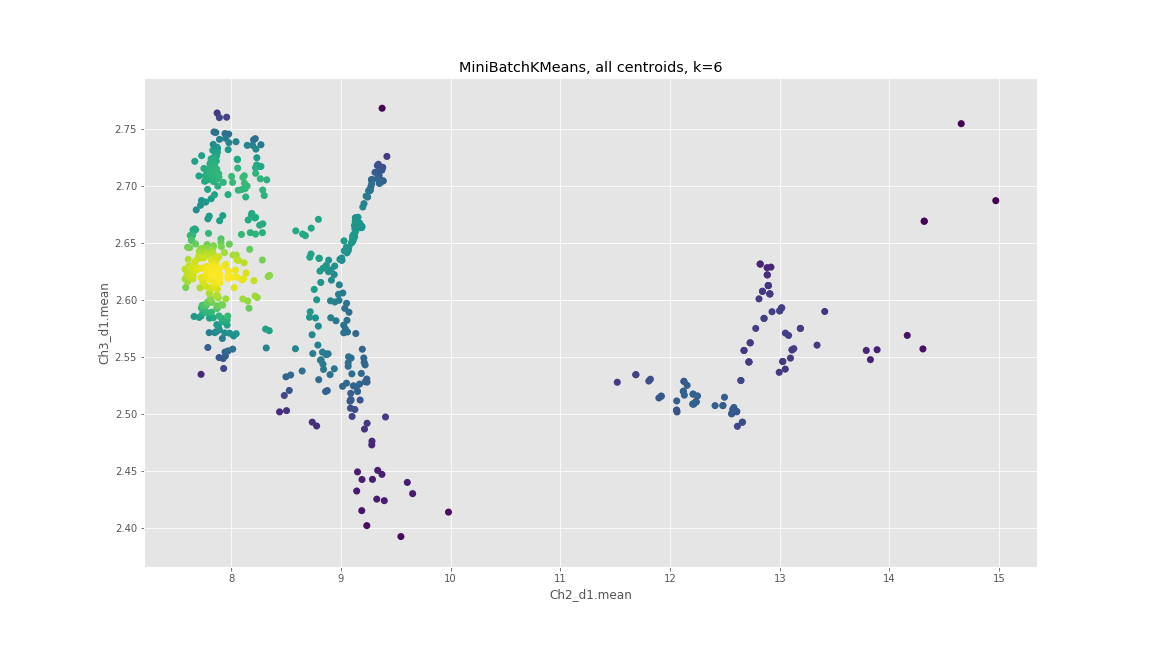 MiniBatchKMeans, all centroids, k=6
2.75
2.70
2.65
2.60
2.55
2.50
2.45
2.40
Ch3_d1.mean
8 9 10 11 12 13 14 15
Ch2_d1.mean